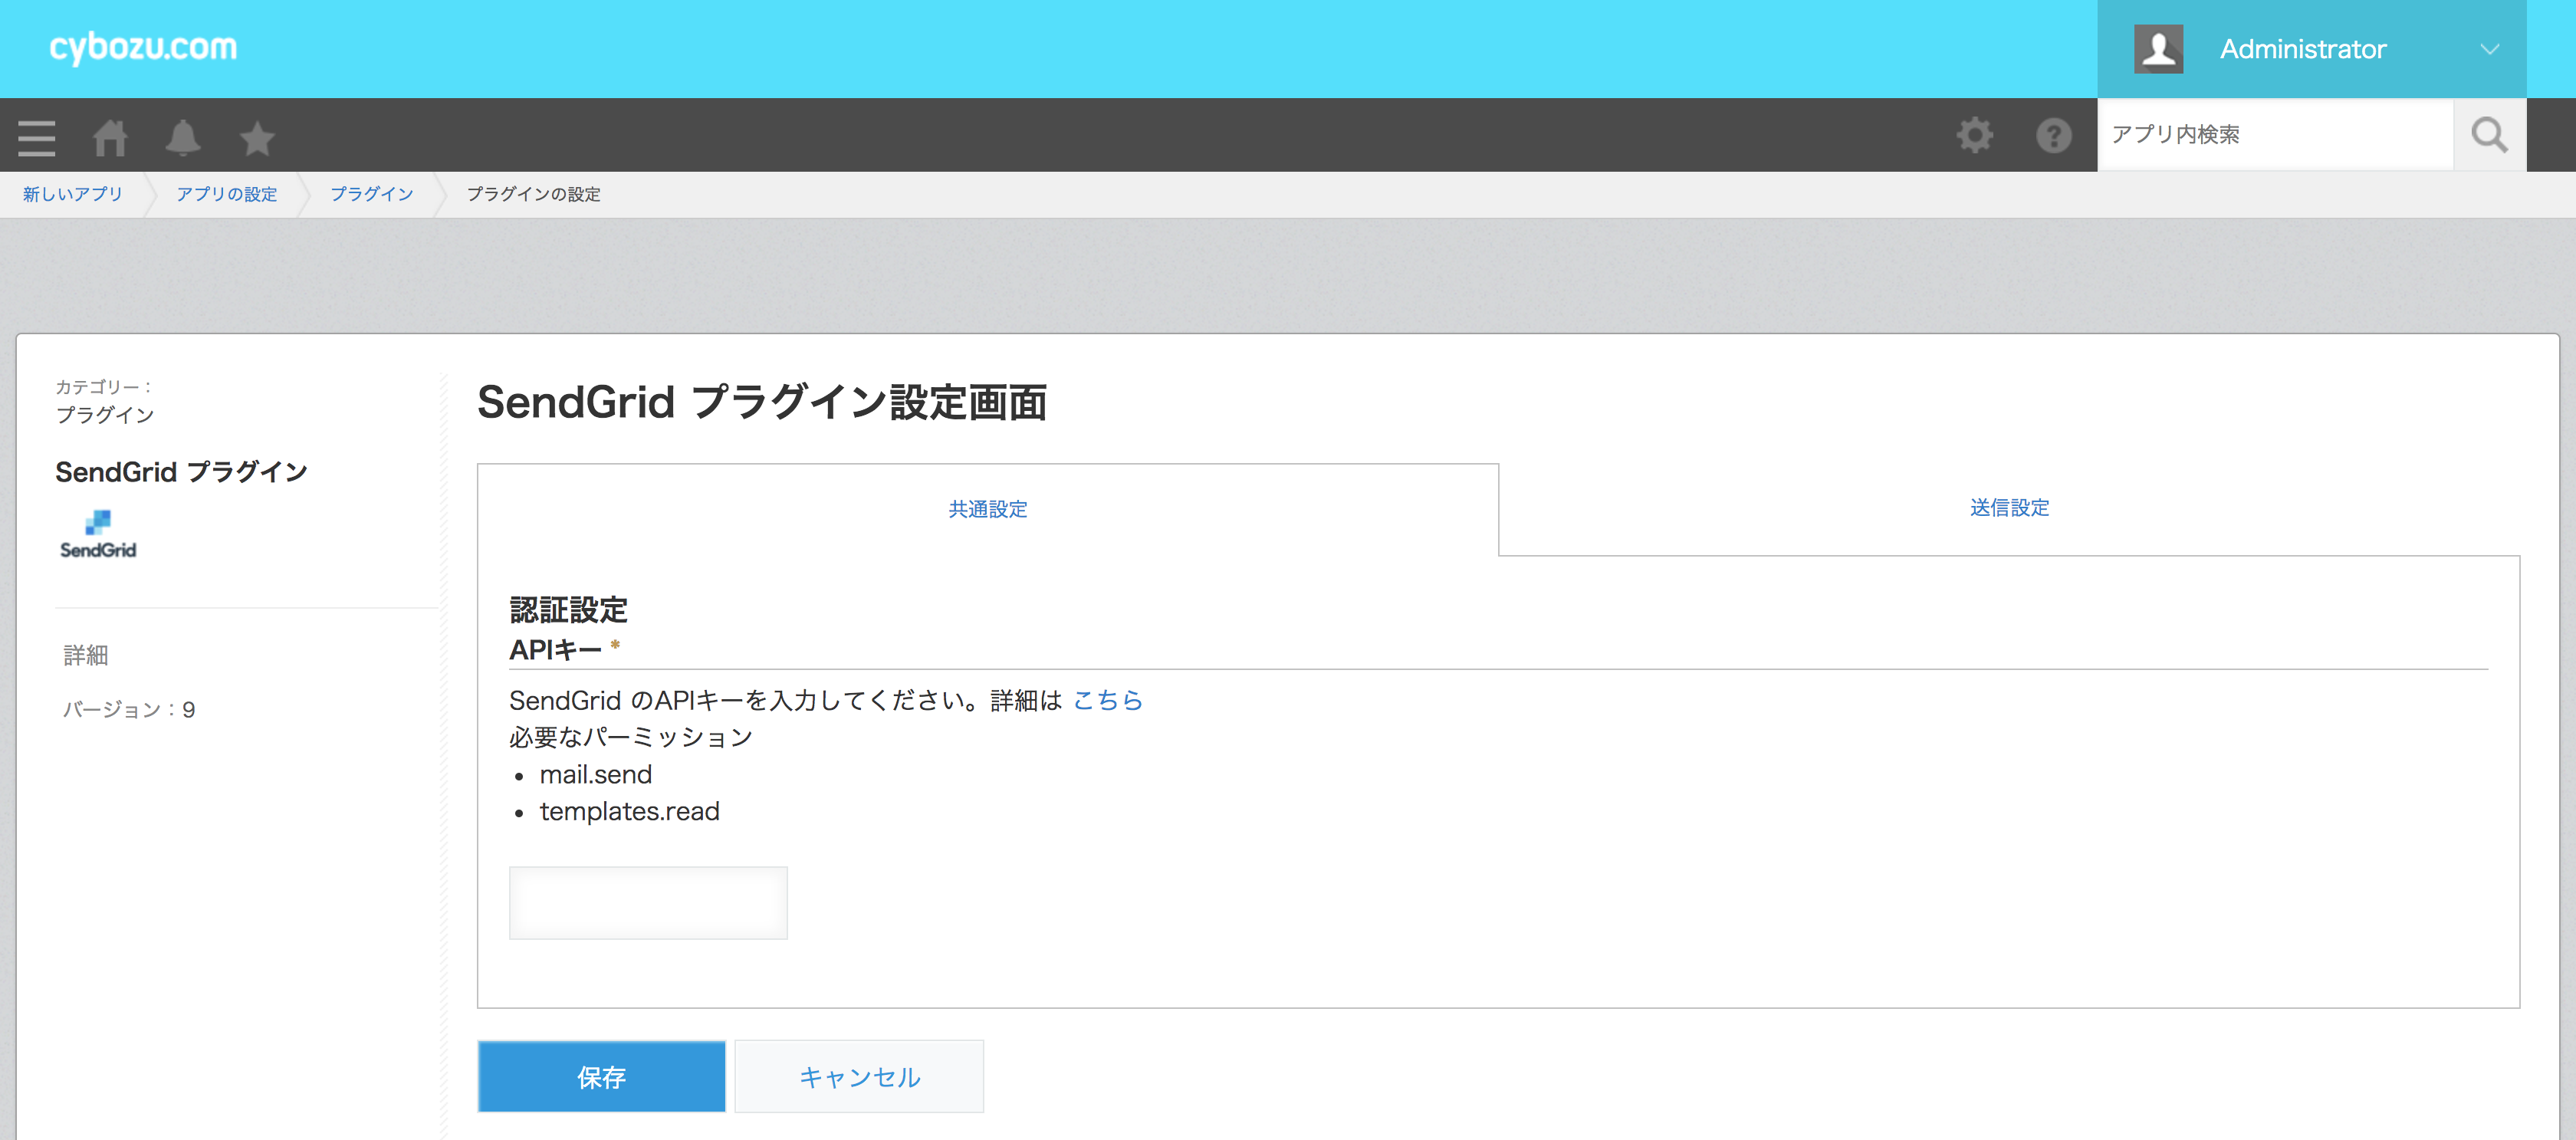 cybozu.com
Administrator
アプリ内検索
新しいアプリ
アプリの設定
プラグイン
プラグインの設定
カテゴリー：
プラグイン
SendGrid プラグイン
SendGrid
詳細
バージョン：9
SendGrid プラグイン設定画面
共通設定
送信設定
認証設定
APIキー *
SendGrid のAPIキーを入力してください。詳細は こちら
必要なパーミッション
• mail.send
• templates.read
保存
キャンセル